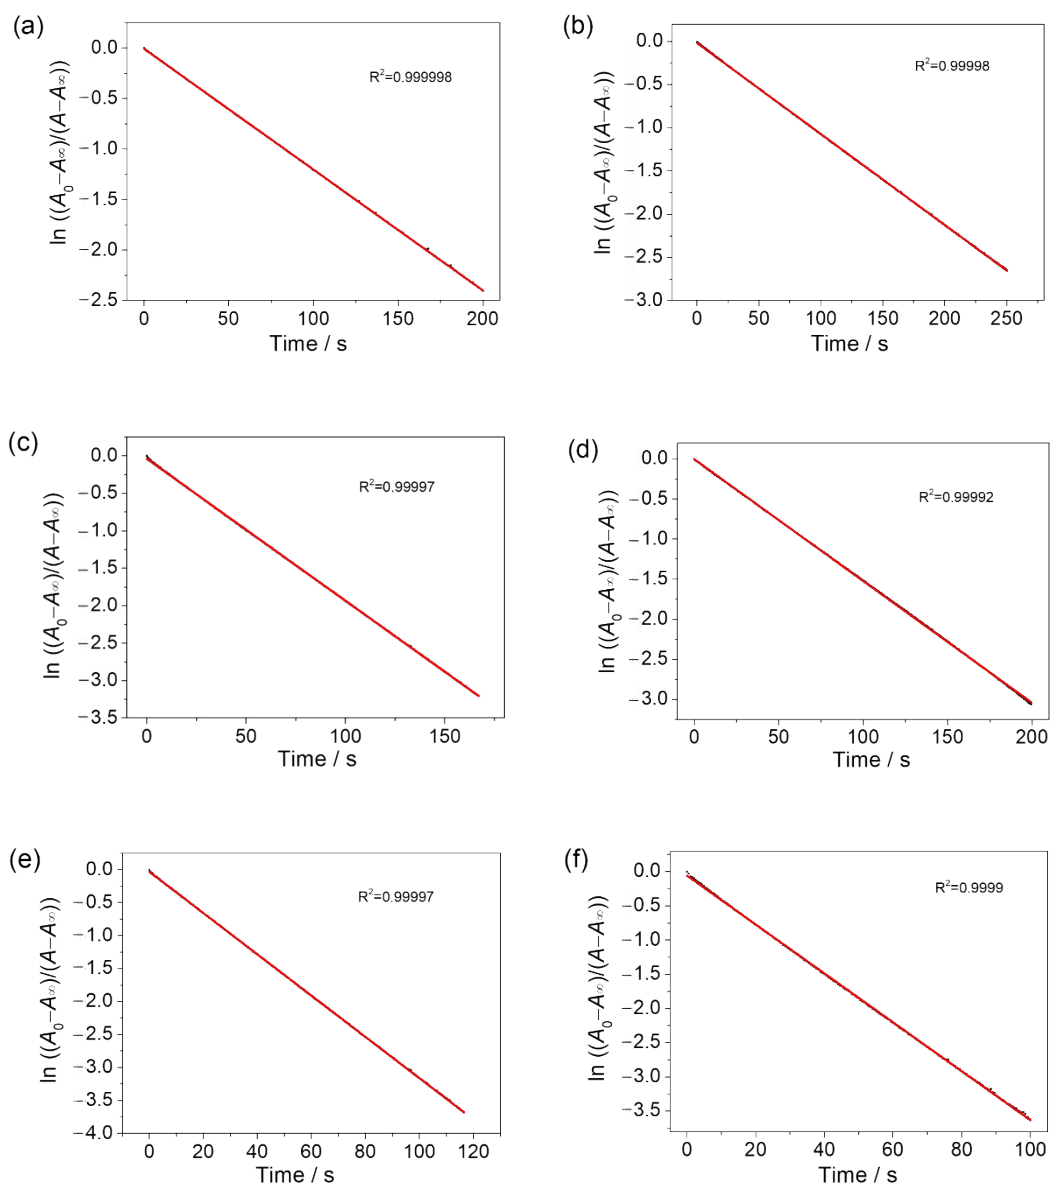 (a)
R²=0.999998
ln ((A₀−A∞)/(A−A∞))
0.0
−0.5
−1.0
−1.5
−2.0
−2.5
0 50 100 150 200
Time / s
(b)
R²=0.99998
ln ((A₀−A∞)/(A−A∞))
0.0
−0.5
−1.0
−1.5
−2.0
−2.5
−3.0
0 50 100 150 200 250
Time / s
(c)
R²=0.99997
ln ((A₀−A∞)/(A−A∞))
0.0
−0.5
−1.0
−1.5
−2.0
−2.5
−3.0
−3.5
0 50 100 150
Time / s
(d)
R²=0.99992
ln ((A₀−A∞)/(A−A∞))
0.0
−0.5
−1.0
−1.5
−2.0
−2.5
−3.0
0 50 100 150 200
Time / s
(e)
R²=0.99997
ln ((A₀−A∞)/(A−A∞))
0.0
−0.5
−1.0
−1.5
−2.0
−2.5
−3.0
−3.5
−4.0
0 20 40 60 80 100 120
Time / s
(f)
R²=0.9999
ln ((A₀−A∞)/(A−A∞))
0.0
−0.5
−1.0
−1.5
−2.0
−2.5
−3.0
−3.5
0 20 40 60 80 100
Time / s